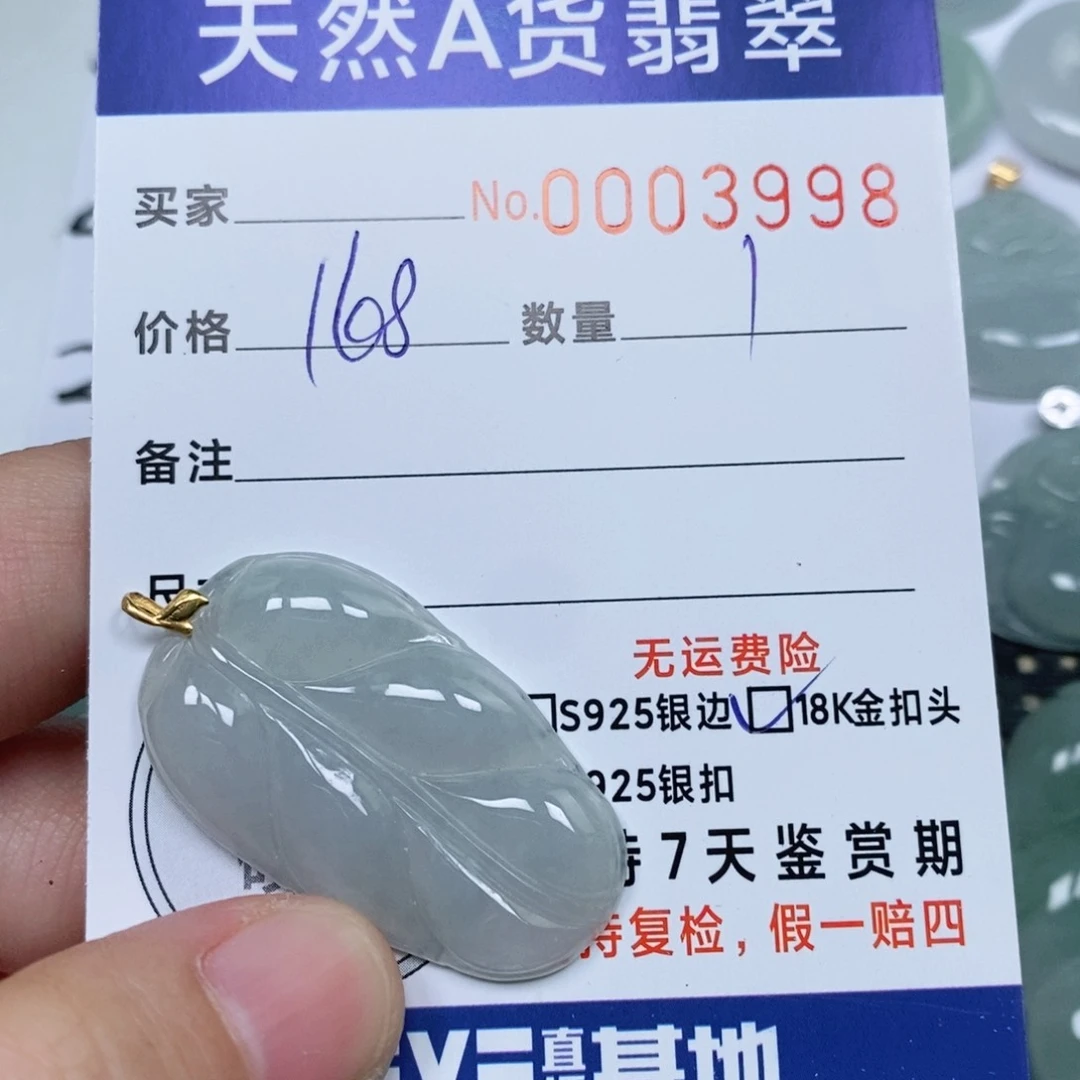 天然A货翡翠
买家 No.0003998
价格 168 数量 1
备注
无运费险
S925银边 18K金扣头
925银扣
持7天鉴赏期
持复检，假一赔四
基地